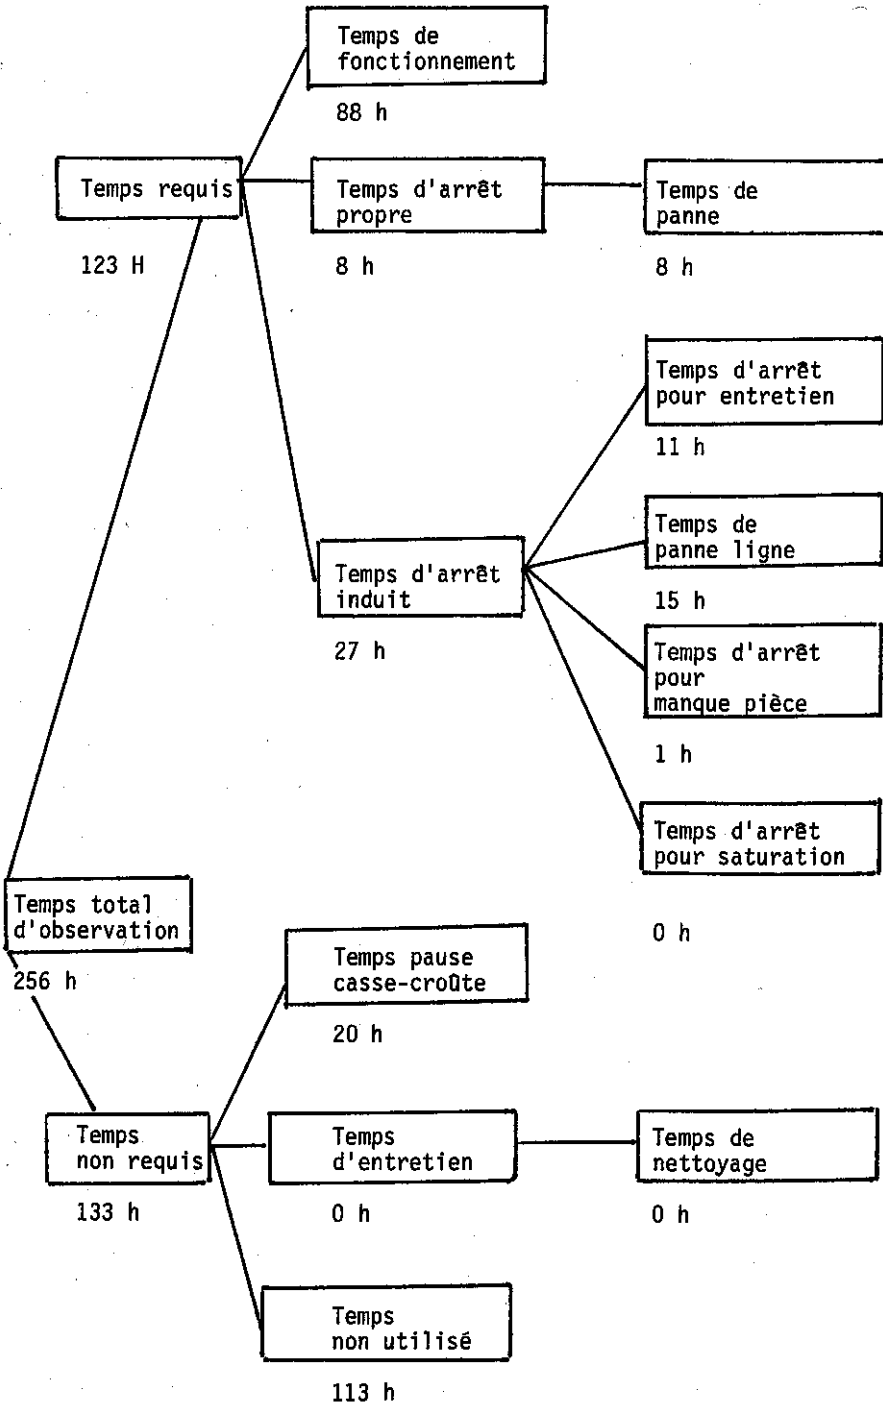 Temps de
fonctionnement
88 h
Temps requis
123 H
Temps d'arrêt
propre
8 h
Temps de
panne
8 h
Temps d'arrêt
pour entretien
11 h
Temps de
panne ligne
15 h
Temps d'arrêt
induit
27 h
Temps d'arrêt
pour
manque pièce
1 h
Temps d'arrêt
pour saturation
0 h
Temps total
d'observation
256 h
Temps pause
casse-croûte
20 h
Temps
non requis
133 h
Temps
d'entretien
0 h
Temps de
nettoyage
0 h
Temps
non utilisé
113 h